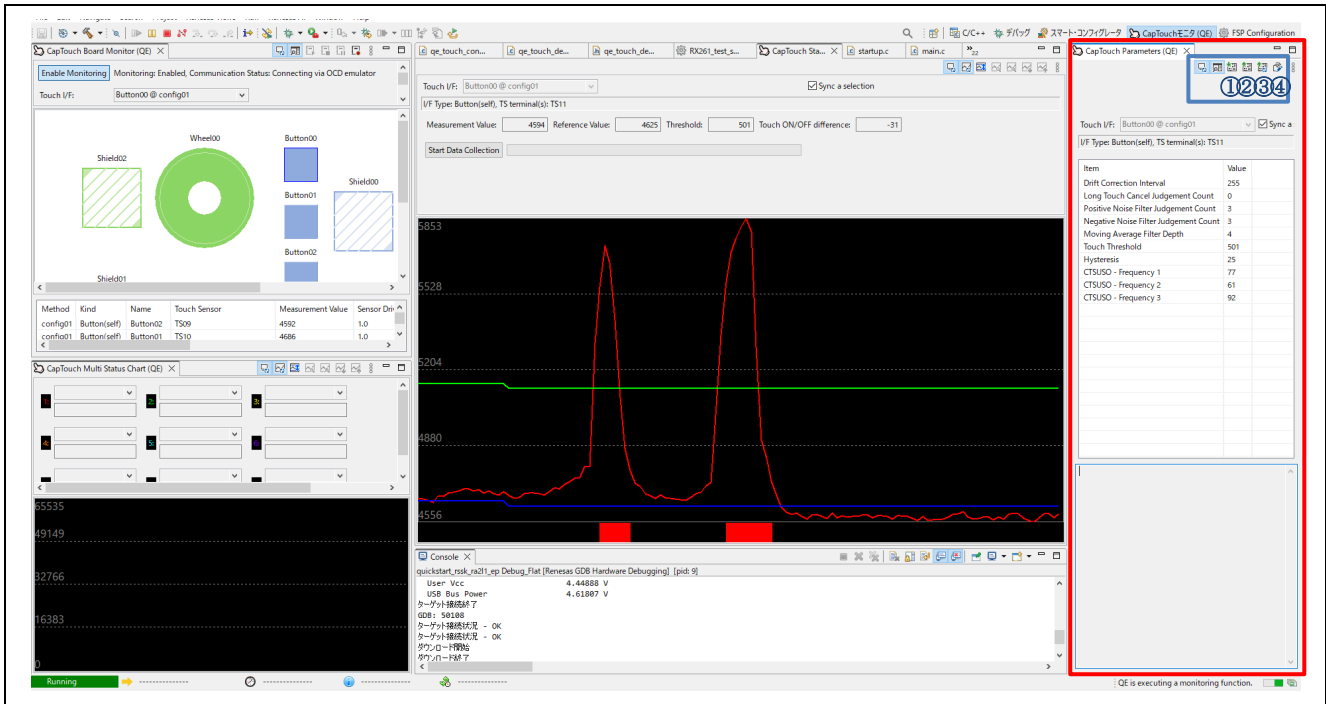 C/C++
デバッグ
スマート・コンフィグレータ
CapTouchモニタ (QE)
FSP Configuration
CapTouch Board Monitor (QE)
Enable Monitoring
Monitoring: Enabled, Communication Status: Connecting via OCD emulator
Touch I/F:
Button00 @ config01
Wheel00
Button00
Shield02
Shield00
Button01
Button02
Shield01
Method Kind Name Touch Sensor Measurement Value Sensor Driv
config01 Button(self) Button02 TS09 4592 1.0
config01 Button(self) Button01 TS10 4686 1.0
CapTouch Multi Status Chart (QE)
1:
2:
3:
4:
5:
65535
49149
32766
16383
0
qe_touch_con...
qe_touch_de...
qe_touch_de...
RX261_test_s...
CapTouch Sta...
startup.c
main.c
22
Touch I/F: Button00 @ config01
Sync a selection
I/F Type: Button(self), TS terminal(s): TS11
Measurement Value: 4594 Reference Value: 4625 Threshold: 501 Touch ON/OFF difference: -31
Start Data Collection
5853
5528
5204
4880
4556
Console
quickstart_rssk_ra2l1_ep Debug_Flat [Renesas GDB Hardware Debugging] [pid: 9]
User Vcc 4.44888 V
USB Bus Power 4.61807 V
ターゲット接続終了
GDB: 50108
ターゲット接続状況 - OK
ターゲット接続状況 - OK
ダウンロード開始
ダウンロード終了
CapTouch Parameters (QE)
①②③④
Touch I/F: Button00 @ config01
Sync a
I/F Type: Button(self), TS terminal(s): TS11
Item Value
Drift Correction Interval 255
Long Touch Cancel Judgement Count 0
Positive Noise Filter Judgement Count 3
Negative Noise Filter Judgement Count 3
Moving Average Filter Depth 4
Touch Threshold 501
Hysteresis 25
CTSUSO - Frequency 1 77
CTSUSO - Frequency 2 61
CTSUSO - Frequency 3 92
Running
QE is executing a monitoring function.